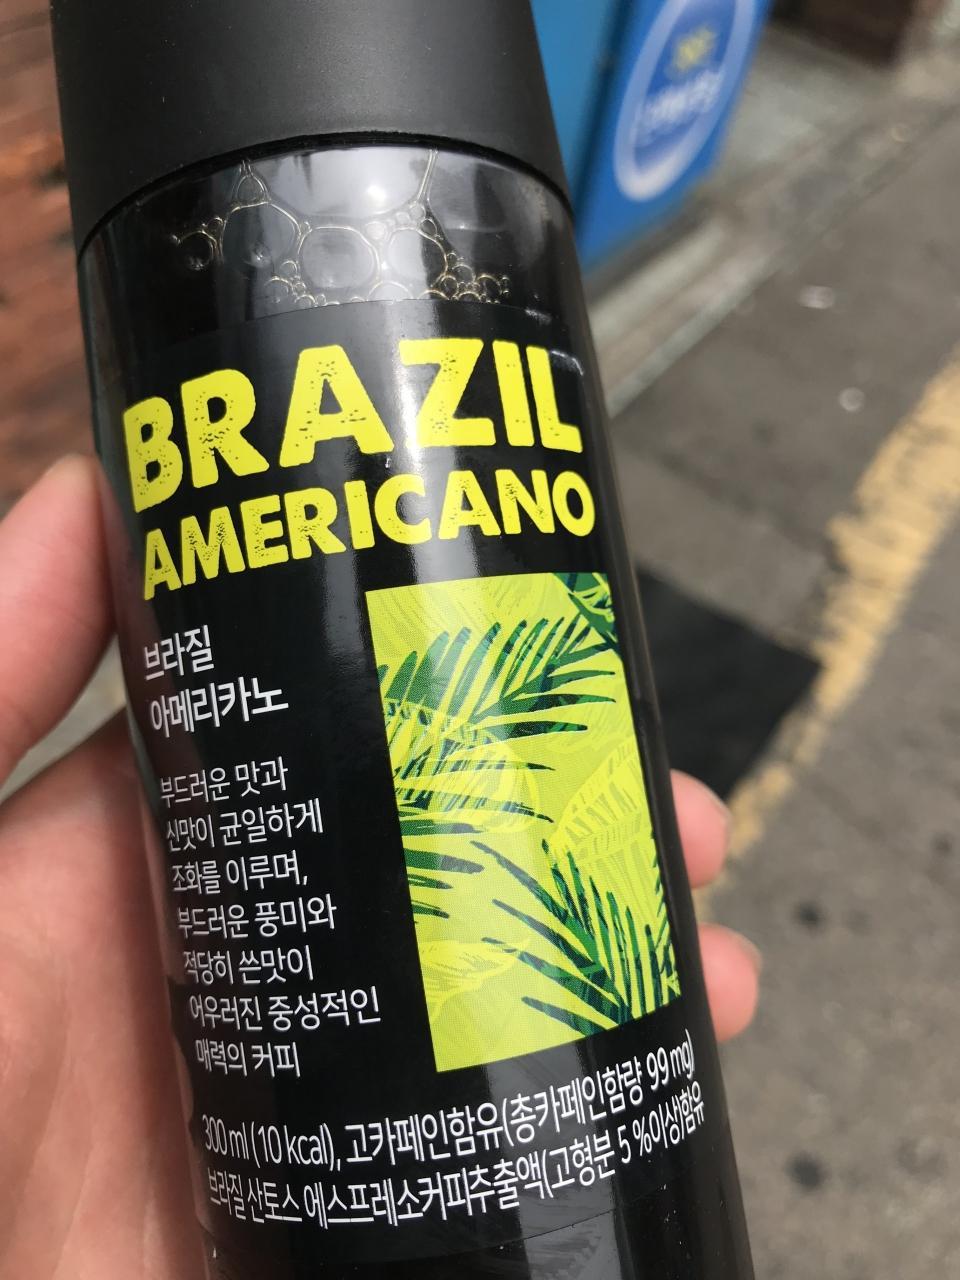 BRAZIL
AMERICANO
브라질
아메리카노
부드러운 맛과
신맛이 균일하게
조화를 이루며,
부드러운 풍미와
적당히 쓴맛이
어우러진 중성적인
매력의 커피
300 ml (10 kcal), 고카페인함유(총카페인함량 99 mg)
브라질 산토스 에스프레소커피추출액(고형분 5 %이상)함유